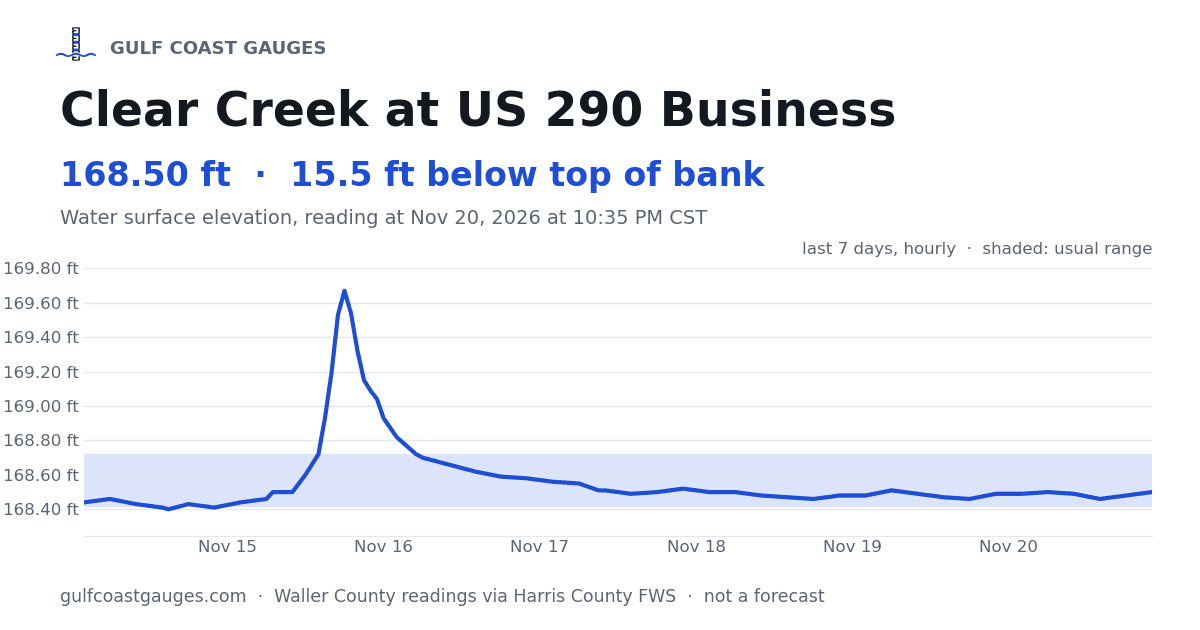 GULF COAST GAUGES
Clear Creek at US 290 Business
168.50 ft · 15.5 ft below top of bank
Water surface elevation, reading at Nov 20, 2026 at 10:35 PM CST
last 7 days, hourly · shaded: usual range
169.80 ft
169.60 ft
169.40 ft
169.20 ft
169.00 ft
168.80 ft
168.60 ft
168.40 ft
Nov 15 Nov 16 Nov 17 Nov 18 Nov 19 Nov 20
gulfcoastgauges.com · Waller County readings via Harris County FWS · not a forecast